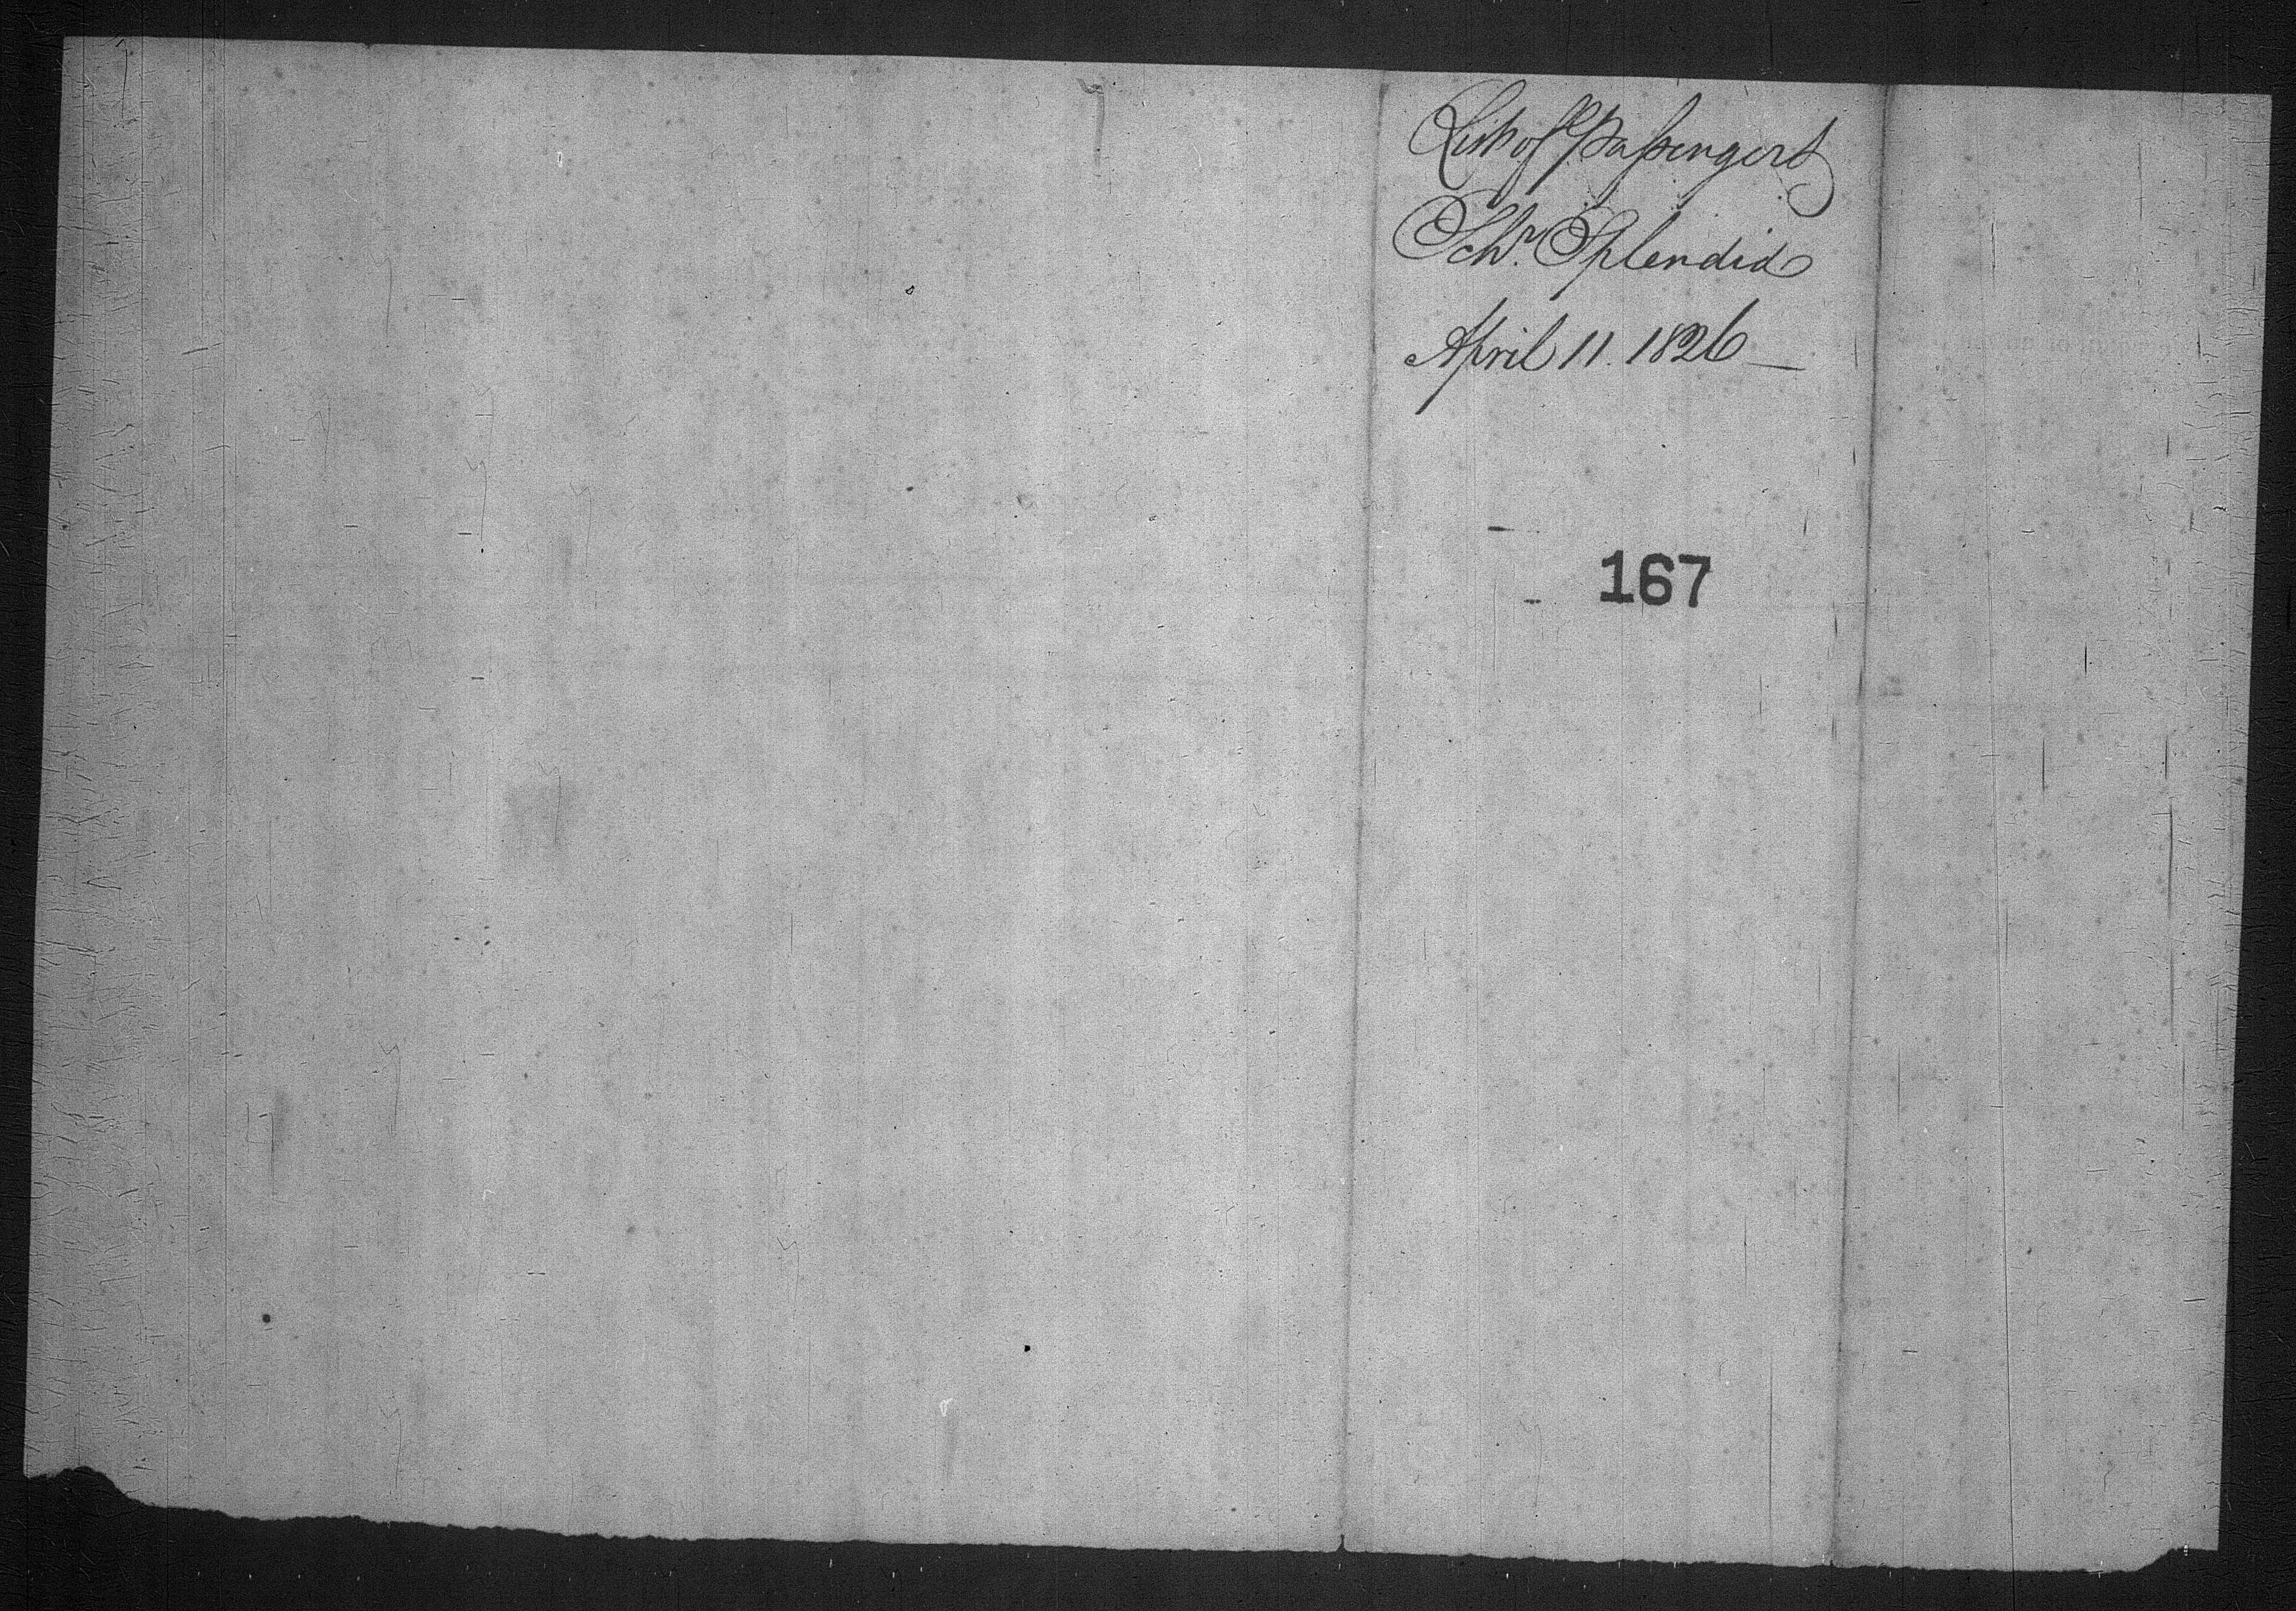 List of Passengers
Schr. Splendid
April 11. 1826
167